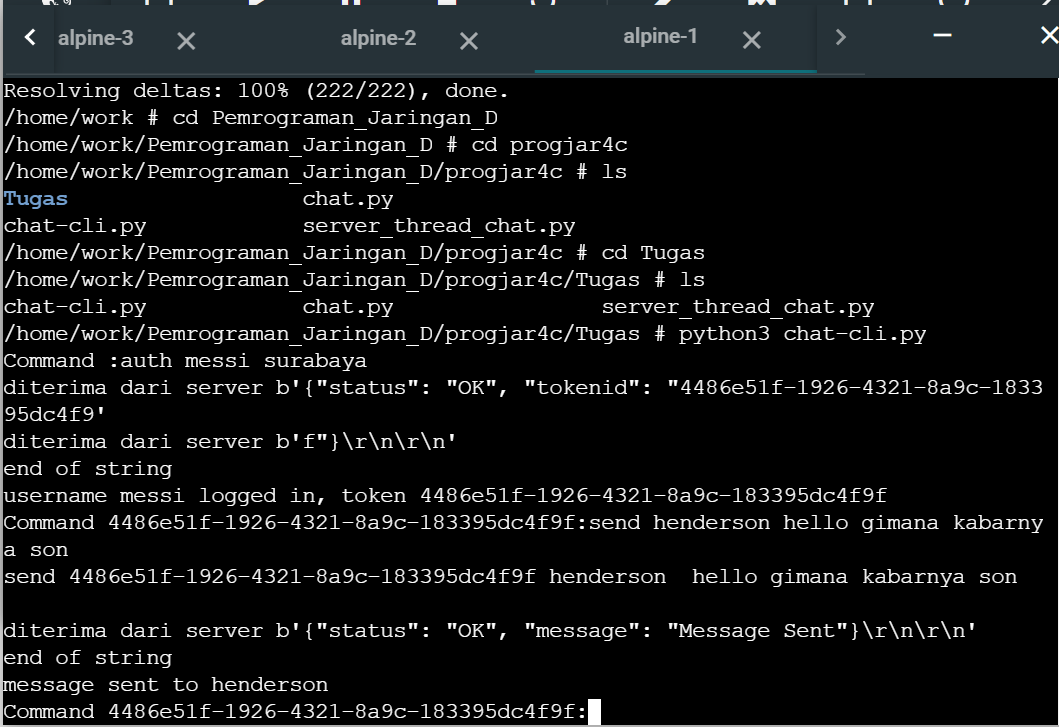 alpine-3
alpine-2
alpine-1
Resolving deltas: 100% (222/222), done.
/home/work # cd Pemrograman_Jaringan_D
/home/work/Pemrograman_Jaringan_D # cd progjar4c
/home/work/Pemrograman_Jaringan_D/progjar4c # ls
Tugas chat.py
chat-cli.py server_thread_chat.py
/home/work/Pemrograman_Jaringan_D/progjar4c # cd Tugas
/home/work/Pemrograman_Jaringan_D/progjar4c/Tugas # ls
chat-cli.py chat.py server_thread_chat.py
/home/work/Pemrograman_Jaringan_D/progjar4c/Tugas # python3 chat-cli.py
Command :auth messi surabaya
diterima dari server b'{"status": "OK", "tokenid": "4486e51f-1926-4321-8a9c-1833
95dc4f9'
diterima dari server b'f"}\r\n\r\n'
end of string
username messi logged in, token 4486e51f-1926-4321-8a9c-183395dc4f9f
Command 4486e51f-1926-4321-8a9c-183395dc4f9f:send henderson hello gimana kabarny
a son
send 4486e51f-1926-4321-8a9c-183395dc4f9f henderson  hello gimana kabarnya son
diterima dari server b'{"status": "OK", "message": "Message Sent"}\r\n\r\n'
end of string
message sent to henderson
Command 4486e51f-1926-4321-8a9c-183395dc4f9f: